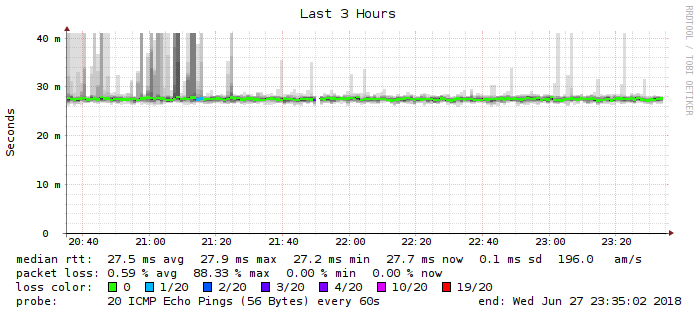 Last 3 Hours
RRDTOOL / TOBI OETIKER
Seconds
40 m
30 m
20 m
10 m
0
20:40 21:00 21:20 21:40 22:00 22:20 22:40 23:00 23:20
median rtt: 27.5 ms avg 27.9 ms max 27.2 ms min 27.7 ms now 0.1 ms sd 196.0 am/s
packet loss: 0.59 % avg 88.33 % max 0.00 % min 0.00 % now
loss color: 0 1/20 2/20 3/20 4/20 10/20 19/20
probe: 20 ICMP Echo Pings (56 Bytes) every 60s end: Wed Jun 27 23:35:02 2018